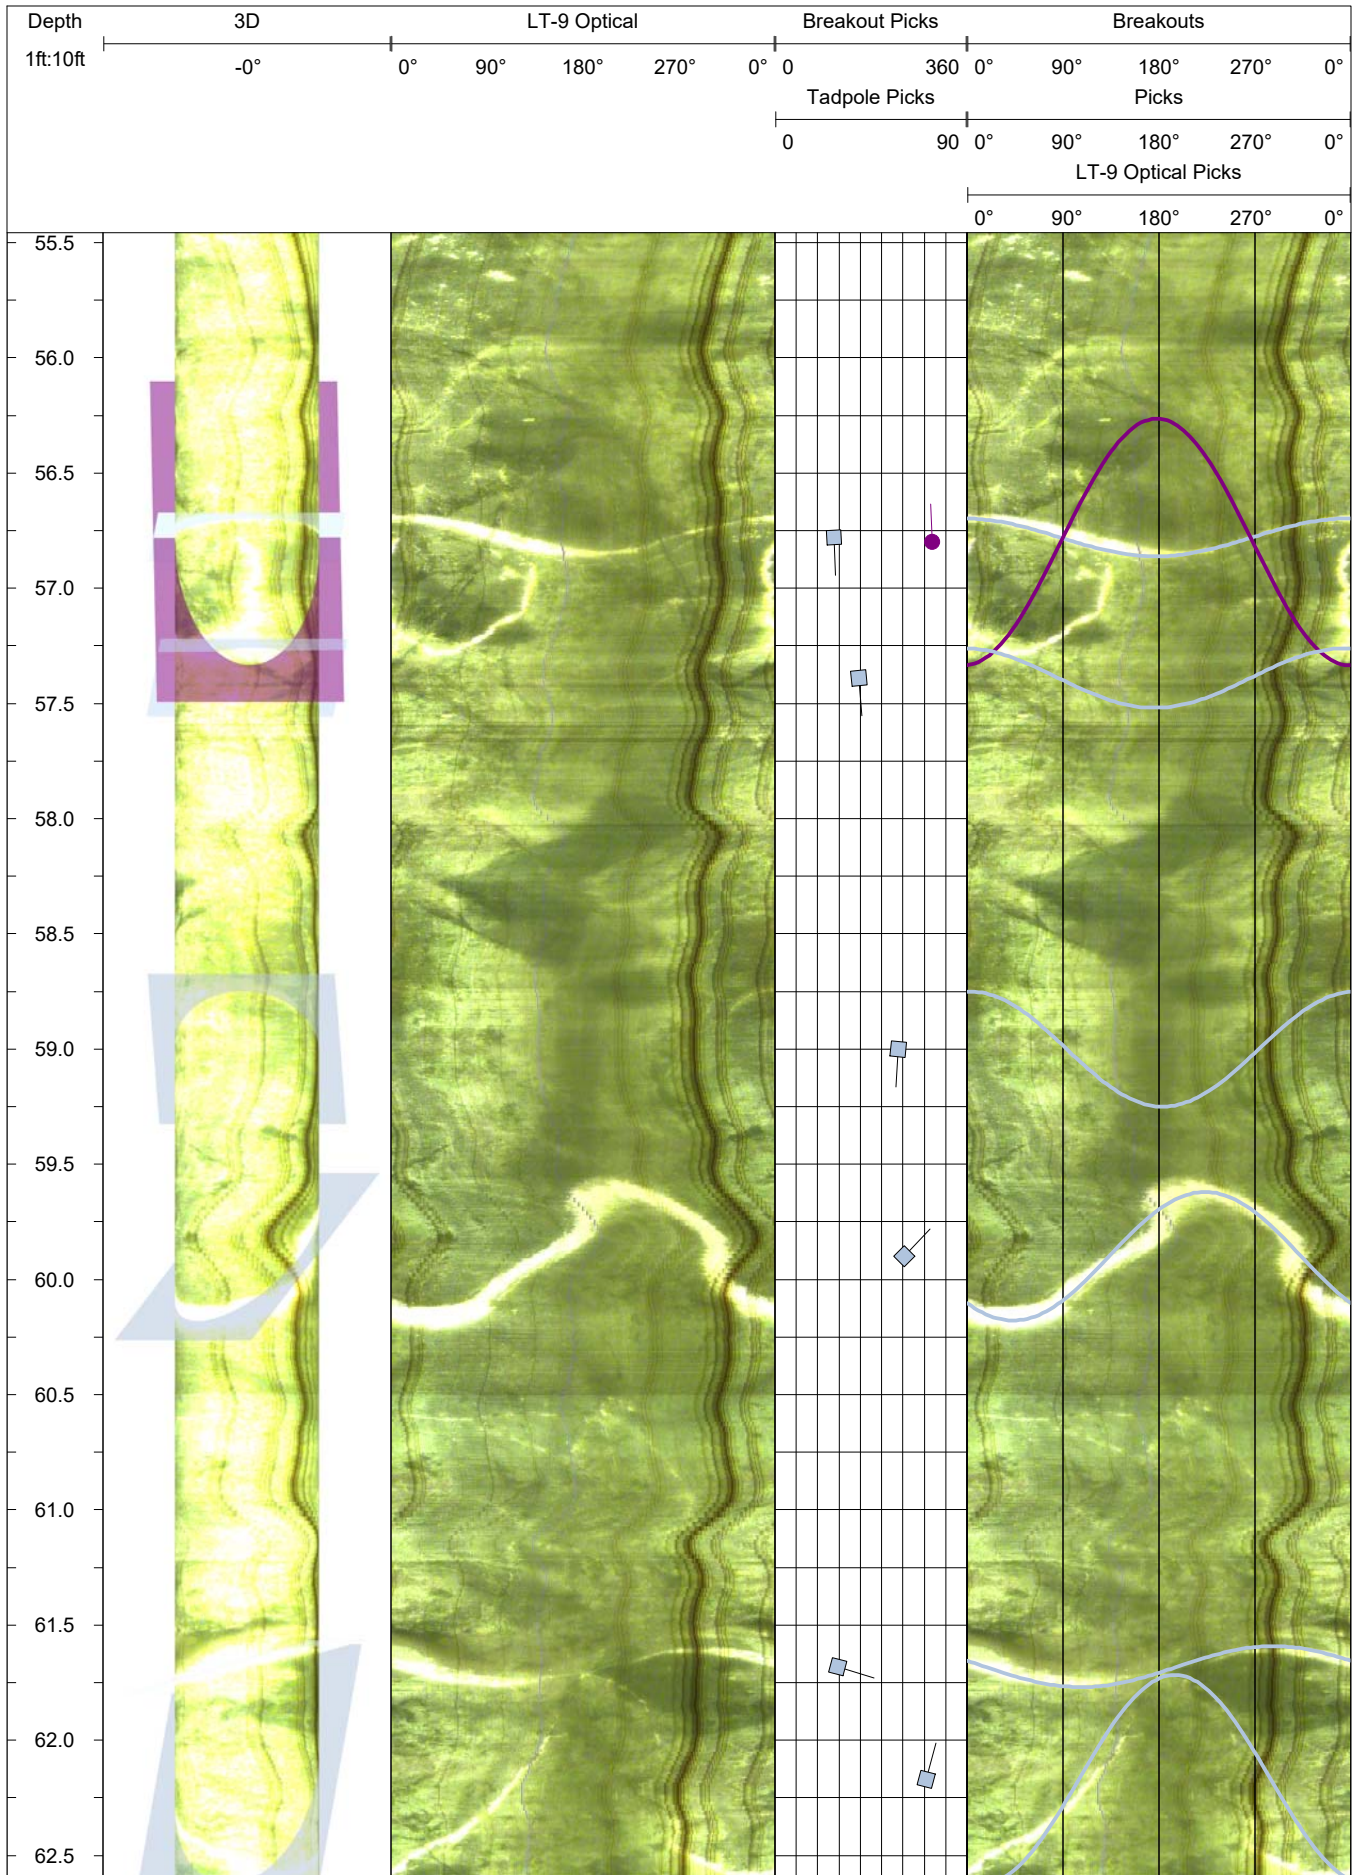 Depth 3D LT-9 Optical Breakout Picks Breakouts
1ft:10ft -0° 0° 90° 180° 270° 0° 0 360 0° 90° 180° 270° 0°
Tadpole Picks Picks
0 90 0° 90° 180° 270° 0°
LT-9 Optical Picks
0° 90° 180° 270° 0°
55.5
56.0
56.5
57.0
57.5
58.0
58.5
59.0
59.5
60.0
60.5
61.0
61.5
62.0
62.5